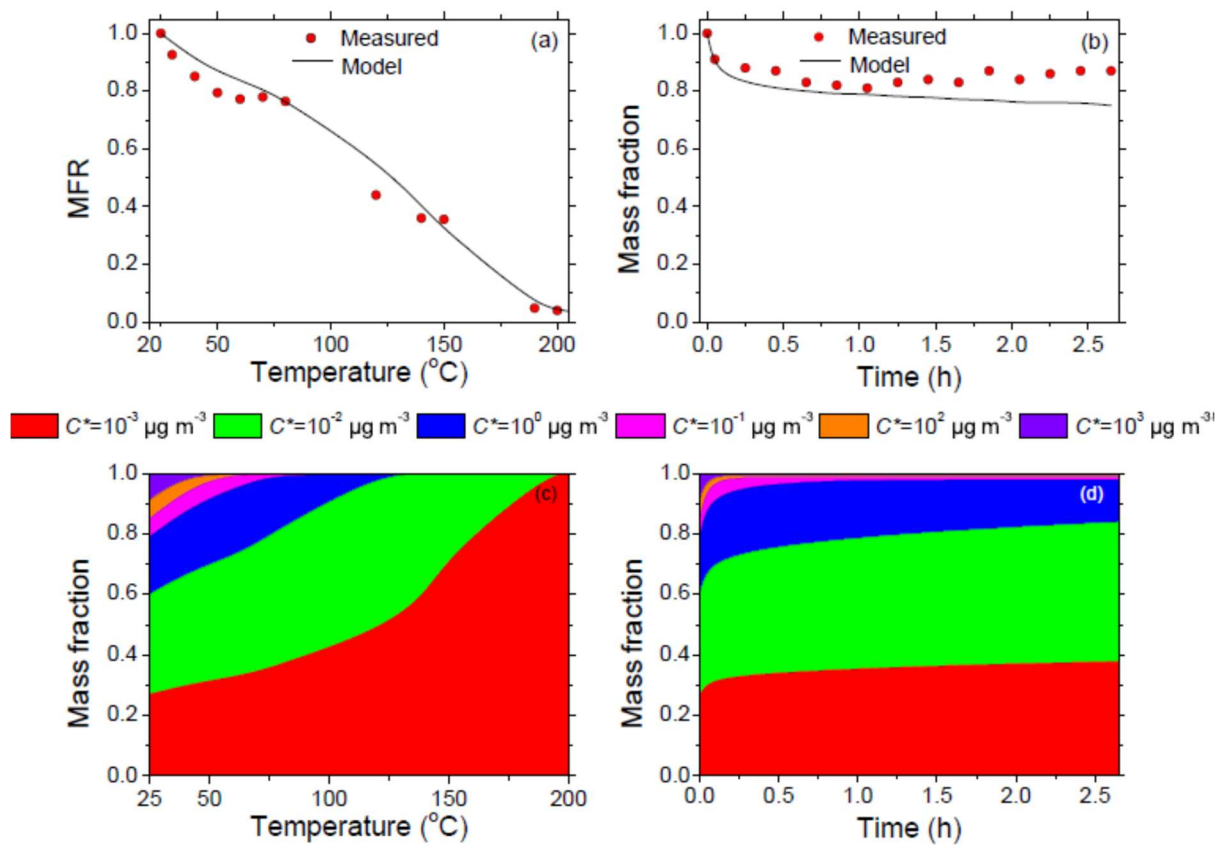 1.0
0.8
0.6
0.4
0.2
0.0
MFR
Measured
Model
(a)
20
50
100
150
200
Temperature (°C)
1.0
0.8
0.6
0.4
0.2
0.0
Mass fraction
Measured
Model
(b)
0.0
0.5
1.0
1.5
2.0
2.5
Time (h)
C*=10⁻³ µg m⁻³
C*=10⁻² µg m⁻³
C*=10⁰ µg m⁻³
C*=10⁻¹ µg m⁻³
C*=10² µg m⁻³
C*=10³ µg m⁻³
1.0
0.8
0.6
0.4
0.2
0.0
Mass fraction
(c)
25
50
100
150
200
Temperature (°C)
1.0
0.8
0.6
0.4
0.2
0.0
Mass fraction
(d)
0.0
0.5
1.0
1.5
2.0
2.5
Time (h)